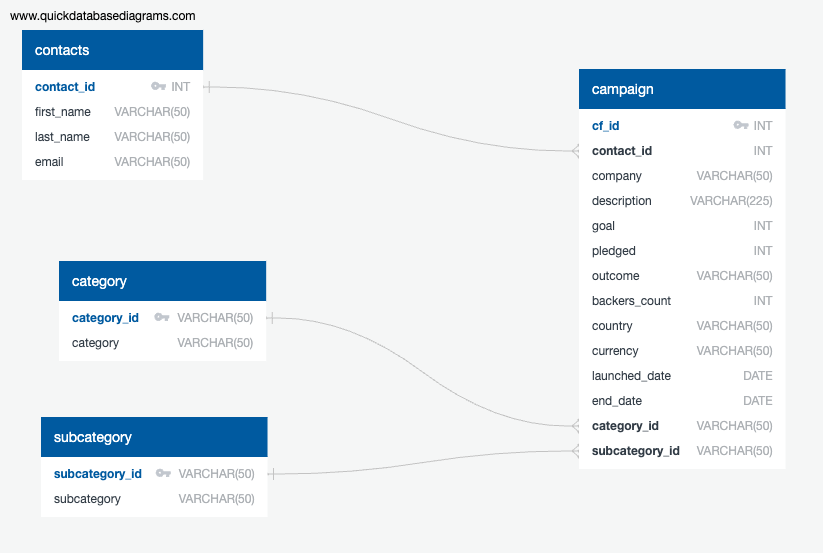 www.quickdatabasediagrams.com
contacts
contact_id INT
first_name VARCHAR(50)
last_name VARCHAR(50)
email VARCHAR(50)
campaign
cf_id INT
contact_id INT
company VARCHAR(50)
description VARCHAR(225)
goal INT
pledged INT
outcome VARCHAR(50)
backers_count INT
country VARCHAR(50)
currency VARCHAR(50)
launched_date DATE
end_date DATE
category_id VARCHAR(50)
subcategory_id VARCHAR(50)
category
category_id VARCHAR(50)
category VARCHAR(50)
subcategory
subcategory_id VARCHAR(50)
subcategory VARCHAR(50)